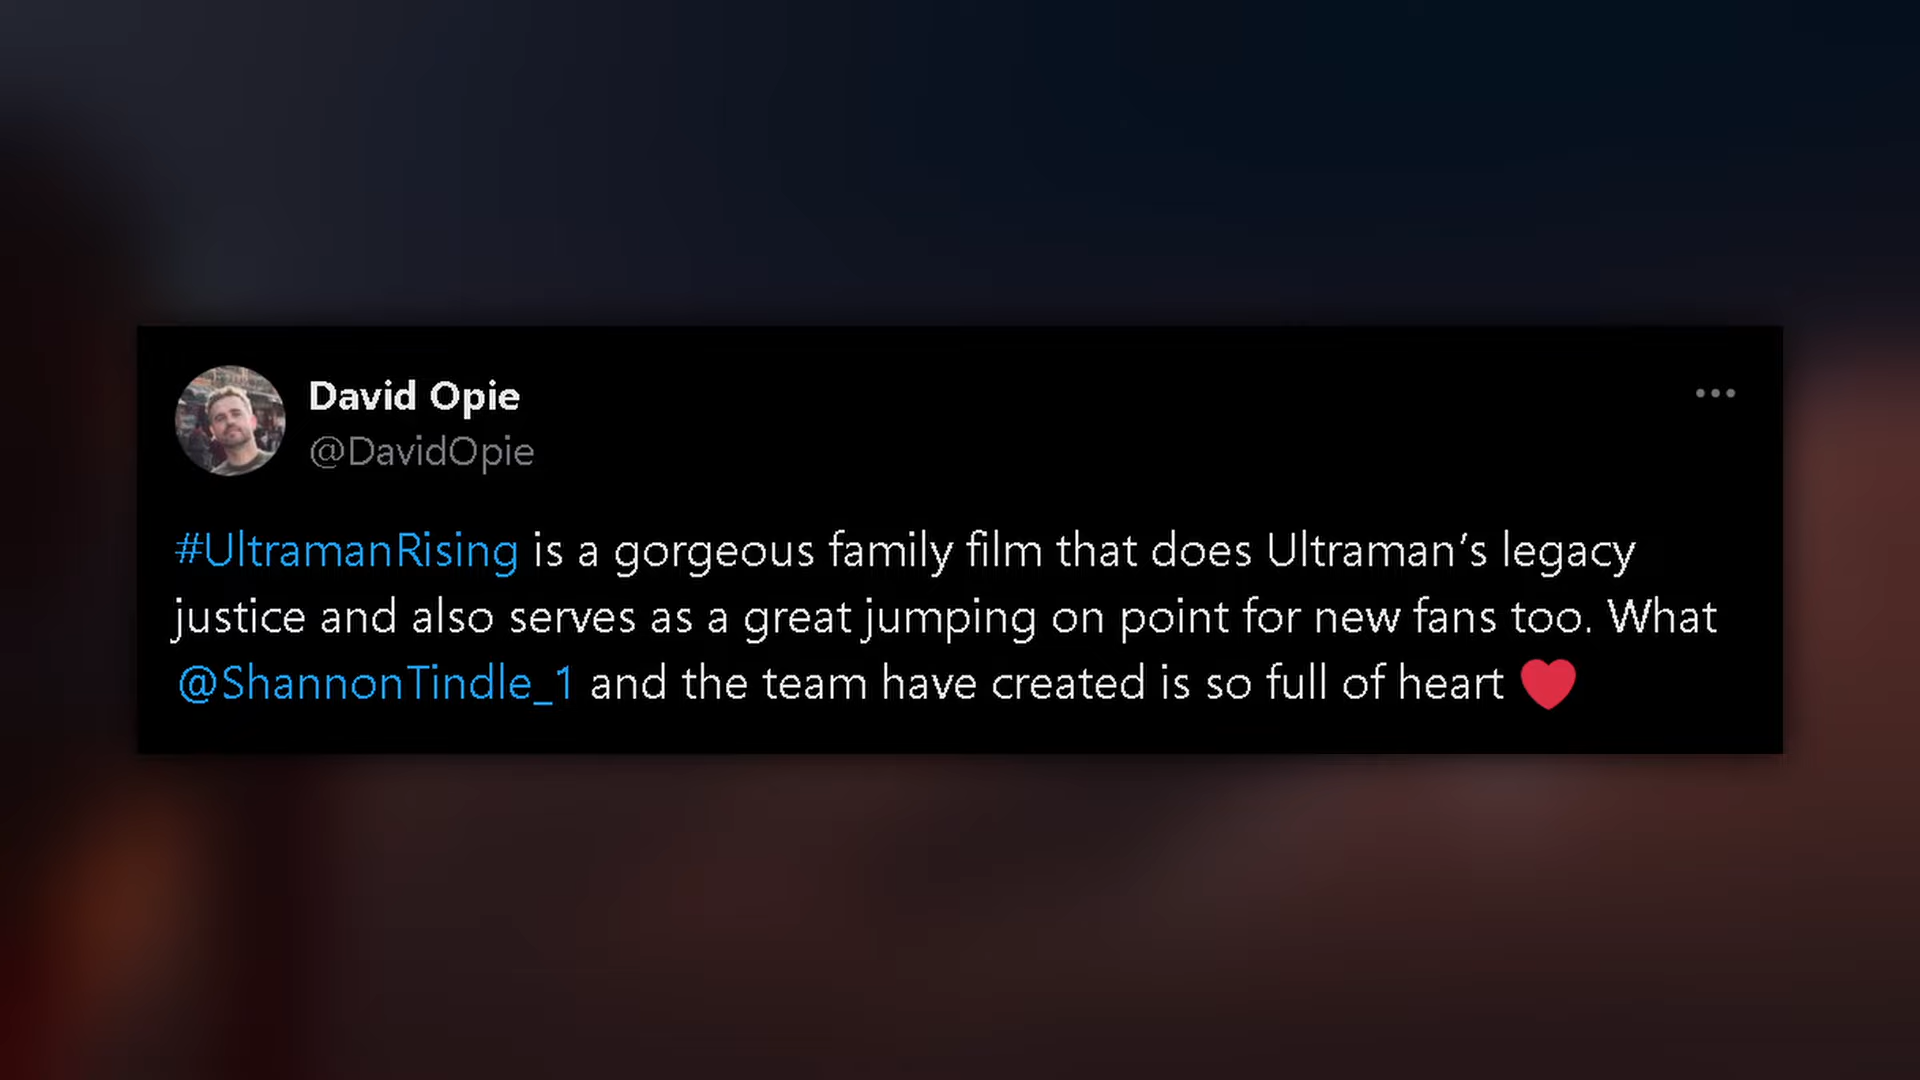 David Opie
@DavidOpie
#UltramanRising is a gorgeous family film that does Ultraman’s legacy
justice and also serves as a great jumping on point for new fans too. What
@ShannonTindle_1 and the team have created is so full of heart ❤️